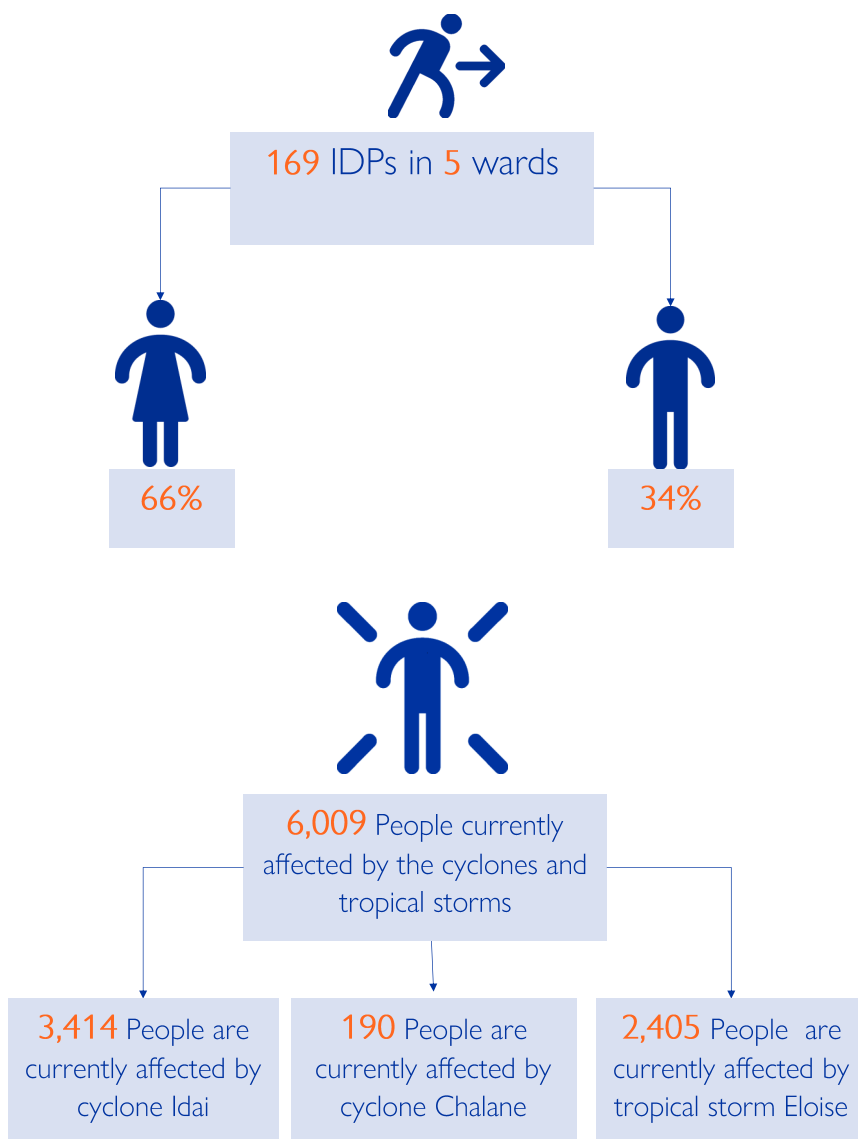 169 IDPs in 5 wards
66%
34%
6,009 People currently
affected by the cyclones and
tropical storms
3,414 People are
currently affected by
cyclone Idai
190 People are
currently affected by
cyclone Chalane
2,405 People are
currently affected by
tropical storm Eloise